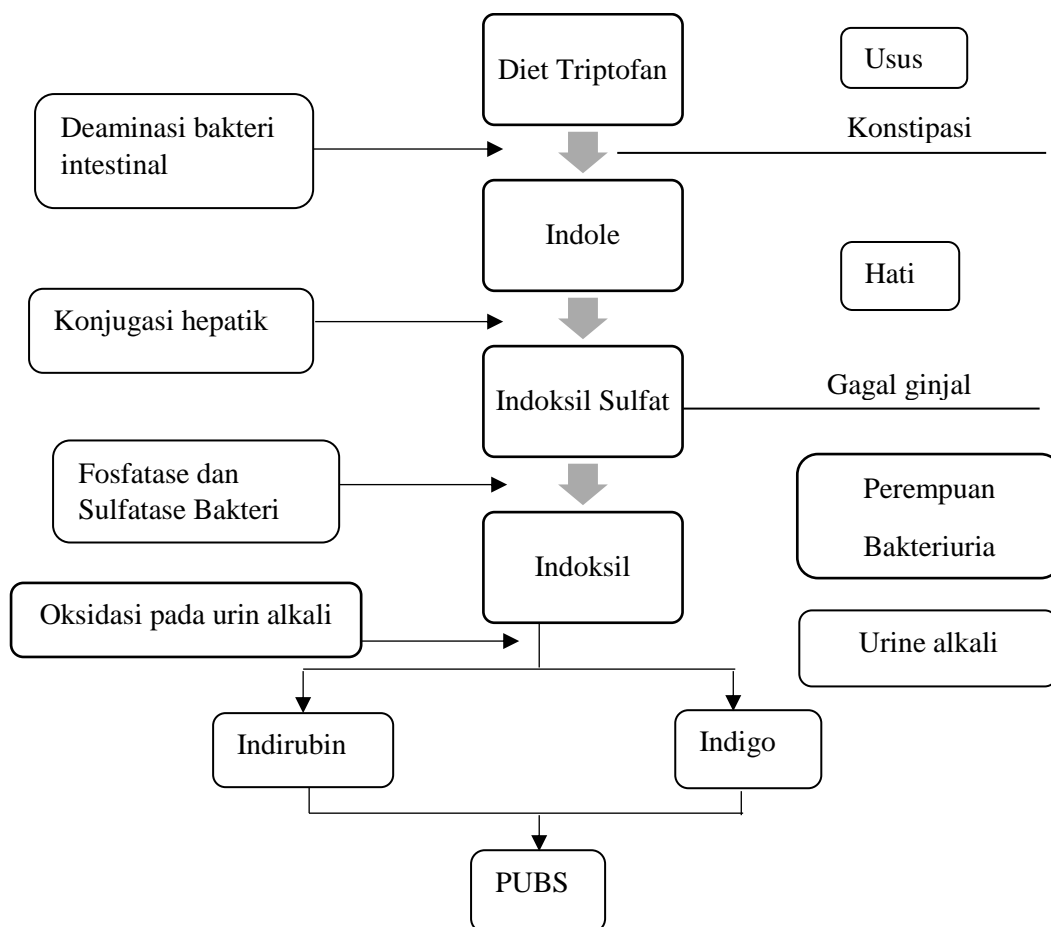 Diet Triptofan
Usus
Deaminasi bakteri
intestinal
Konstipasi
Indole
Hati
Konjugasi hepatik
Indoksil Sulfat
Gagal ginjal
Fosfatase dan
Sulfatase Bakteri
Perempuan
Bakteriuria
Indoksil
Oksidasi pada urin alkali
Urine alkali
Indirubin
Indigo
PUBS